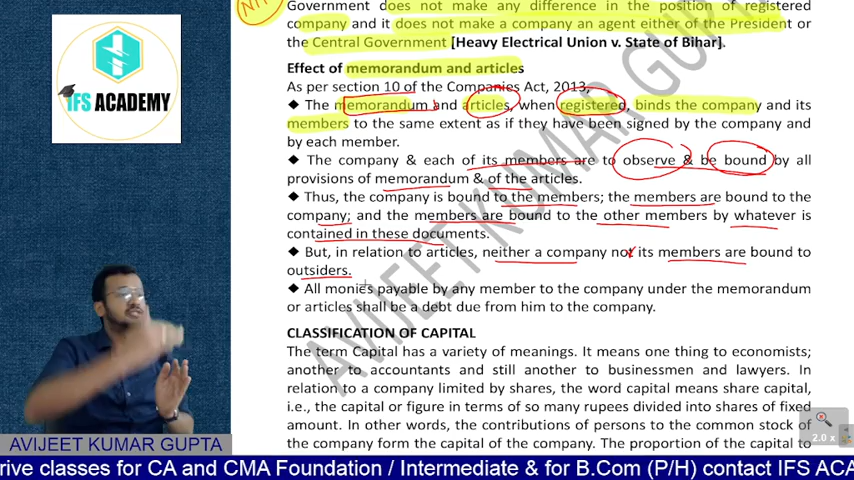 Government does not make any difference in the position of registered
company and it does not make a company an agent either of the President or
the Central Government [Heavy Electrical Union v. State of Bihar].
IFS ACADEMY
Effect of memorandum and articles
As per section 10 of the Companies Act, 2013,
❖ The memorandum and articles, when registered, binds the company and its
members to the same extent as if they have been signed by the company and
by each member.
❖ The company & each of its members are to observe & be bound by all
provisions of memorandum & of the articles.
❖ Thus, the company is bound to the members; the members are bound to the
company; and the members are bound to the other members by whatever is
contained in these documents.
❖ But, in relation to articles, neither a company not its members are bound to
outsiders.
❖ All monies payable by any member to the company under the memorandum
or articles shall be a debt due from him to the company.
CLASSIFICATION OF CAPITAL
The term Capital has a variety of meanings. It means one thing to economists;
another to accountants and still another to businessmen and lawyers. In
relation to a company limited by shares, the word capital means share capital,
i.e., the capital or figure in terms of so many rupees divided into shares of fixed
amount. In other words, the contributions of persons to the common stock of
the company form the capital of the company. The proportion of the capital to
AVIJEET KUMAR GUPTA
2.0 x
AVIJEET KUMAR GUPTA
rive classes for CA and CMA Foundation / Intermediate & for B.Com (P/H) contact IFS ACA